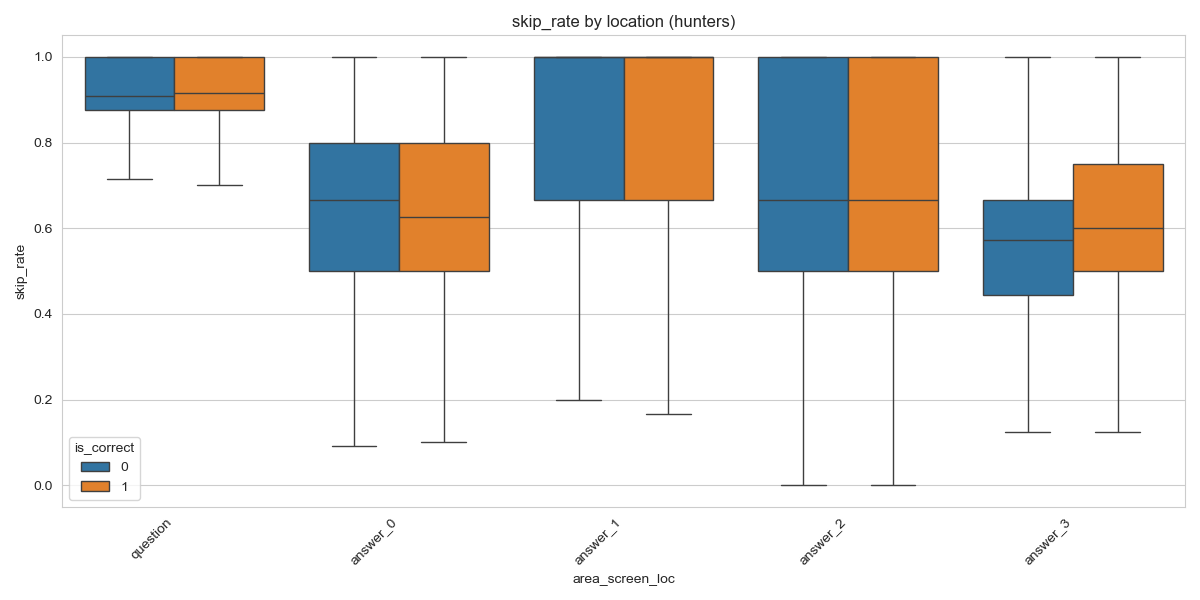 skip_rate by location (hunters)
skip_rate
1.0
0.8
0.6
0.4
0.2
0.0
is_correct
0
1
question
answer_0
answer_1
answer_2
answer_3
area_screen_loc